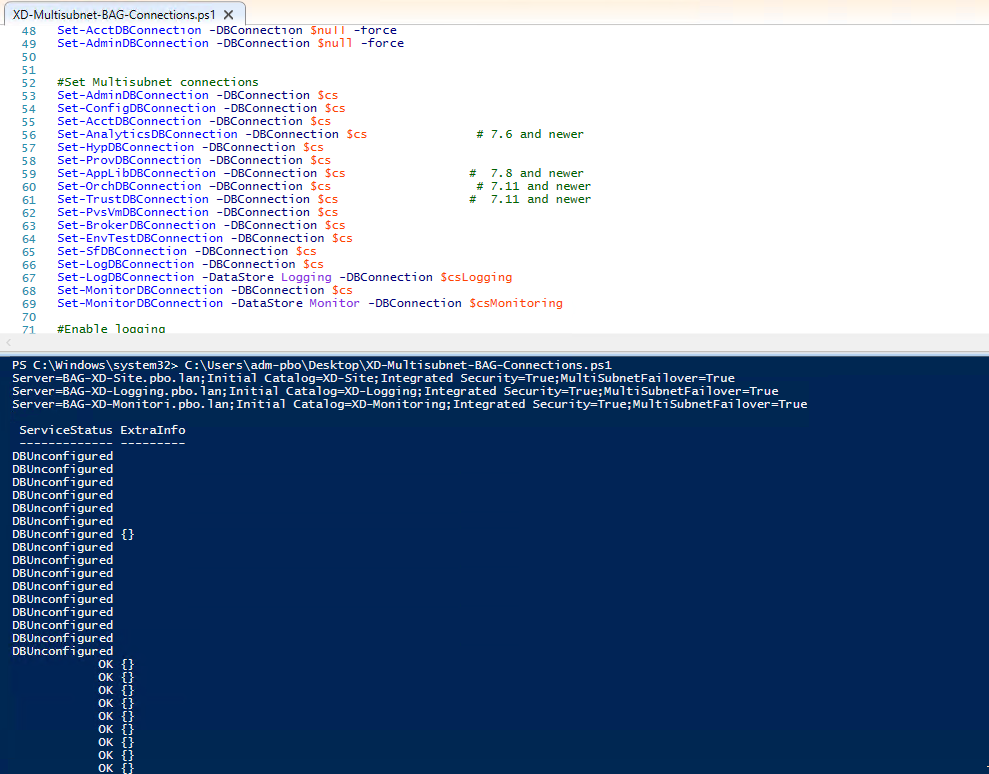 XD-Multisubnet-BAG-Connections.ps1 ✕
48 Set-AcctDBConnection -DBConnection $null -force
49 Set-AdminDBConnection -DBConnection $null -force
50
51
52 #Set Multisubnet connections
53 Set-AdminDBConnection -DBConnection $cs
54 Set-ConfigDBConnection -DBConnection $cs
55 Set-AcctDBConnection -DBConnection $cs
56 Set-AnalyticsDBConnection -DBConnection $cs # 7.6 and newer
57 Set-HypDBConnection -DBConnection $cs
58 Set-ProvDBConnection -DBConnection $cs
59 Set-AppLibDBConnection -DBConnection $cs # 7.8 and newer
60 Set-OrchDBConnection -DBConnection $cs # 7.11 and newer
61 Set-TrustDBConnection -DBConnection $cs # 7.11 and newer
62 Set-PvsVmDBConnection -DBConnection $cs
63 Set-BrokerDBConnection -DBConnection $cs
64 Set-EnvTestDBConnection -DBConnection $cs
65 Set-SfDBConnection -DBConnection $cs
66 Set-LogDBConnection -DBConnection $cs
67 Set-LogDBConnection -DataStore Logging -DBConnection $csLogging
68 Set-MonitorDBConnection -DBConnection $cs
69 Set-MonitorDBConnection -DataStore Monitor -DBConnection $csMonitoring
70
71 #Enable logging
PS C:\Windows\system32> C:\Users\adm-pbo\Desktop\XD-Multisubnet-BAG-Connections.ps1
Server=BAG-XD-Site.pbo.lan;Initial Catalog=XD-Site;Integrated Security=True;MultiSubnetFailover=True
Server=BAG-XD-Logging.pbo.lan;Initial Catalog=XD-Logging;Integrated Security=True;MultiSubnetFailover=True
Server=BAG-XD-Monitori.pbo.lan;Initial Catalog=XD-Monitoring;Integrated Security=True;MultiSubnetFailover=True
ServiceStatus ExtraInfo
------------- ---------
DBUnconfigured
DBUnconfigured
DBUnconfigured
DBUnconfigured
DBUnconfigured
DBUnconfigured
DBUnconfigured {}
DBUnconfigured
DBUnconfigured
DBUnconfigured
DBUnconfigured
DBUnconfigured
DBUnconfigured
DBUnconfigured
DBUnconfigured
DBUnconfigured
OK {}
OK {}
OK {}
OK {}
OK {}
OK {}
OK {}
OK {}
OK {}